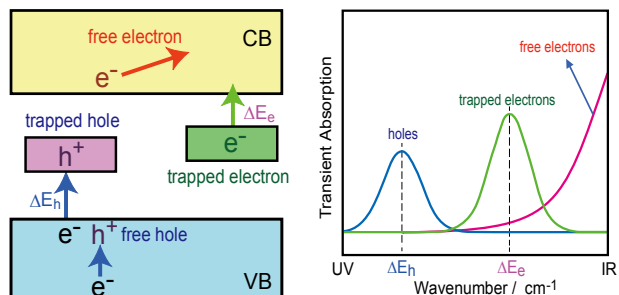 CB
free electron
e⁻
ΔEₑ
trapped hole
h⁺
e⁻
trapped electron
ΔEₕ
e⁻ h⁺ free hole
e⁻
VB
Transient Absorption
free electrons
trapped electrons
holes
UV
ΔEₕ
ΔEₑ
IR
Wavenumber / cm⁻¹